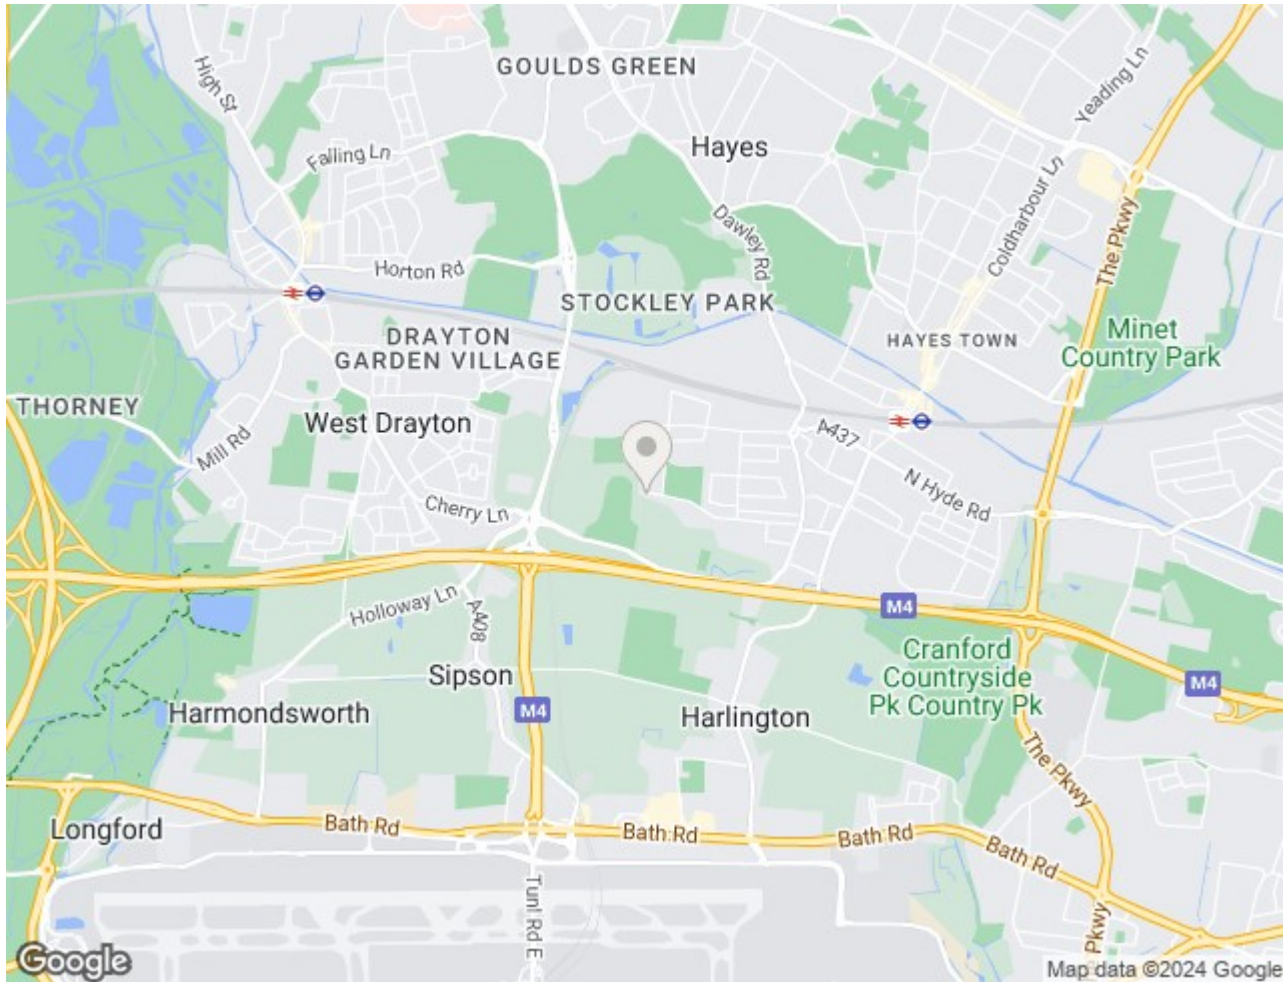 GOULDS GREEN
High St
Yeading Ln
Hayes
Falling Ln
Coldharbour Ln
Dawley Rd
The Pkwy
Horton Rd
STOCKLEY PARK
DRAYTON
GARDEN VILLAGE
HAYES TOWN
Minet
Country Park
THORNEY
West Drayton
Mill Rd
A437
N Hyde Rd
Cherry Ln
Holloway Ln
A408
M4
Sipson
Cranford
Countryside
Pk Country Pk
M4
Harmondsworth
M4
Harlington
The Pkwy
Longford
Bath Rd
Bath Rd
Bath Rd
Bath Rd
Tunl Rd E
Pkwy
Google
Map data ©2024 Google